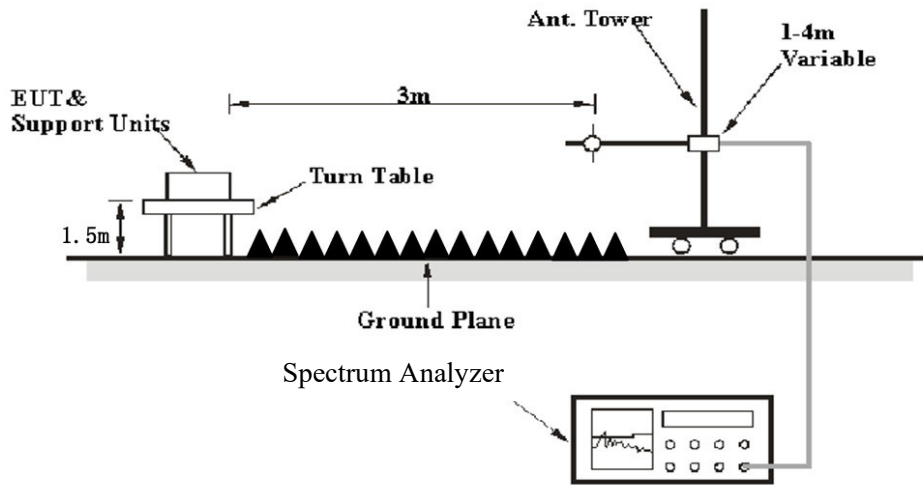 Ant. Tower
1-4m
Variable
3m
EUT&
Support Units
Turn Table
1.5m
Ground Plane
Spectrum Analyzer